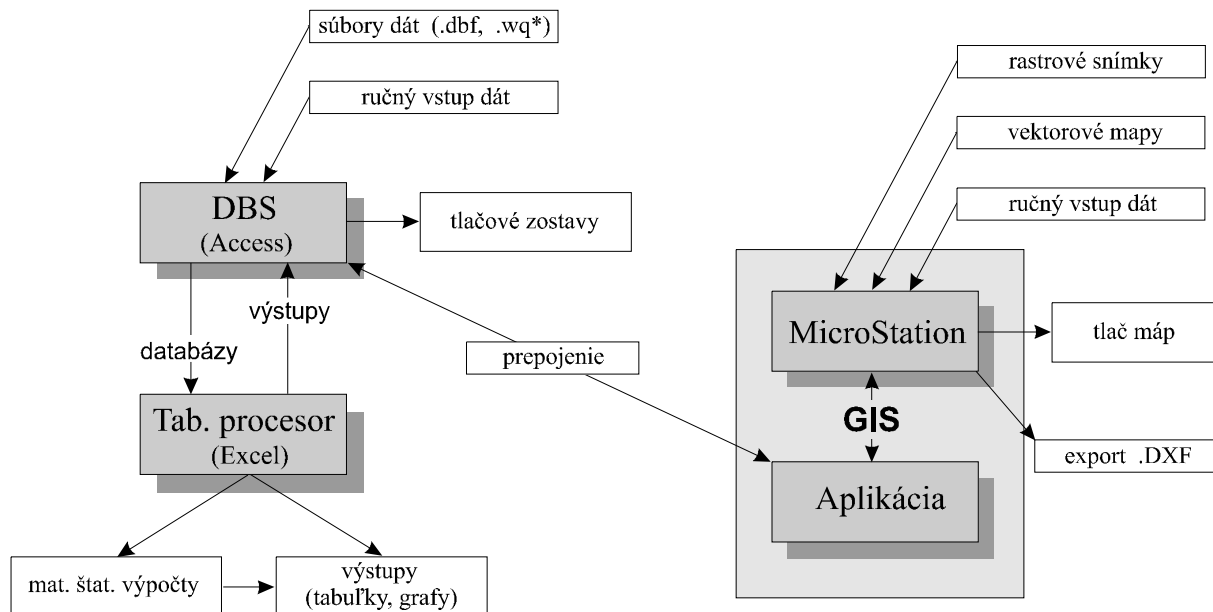 súbory dát (.dbf, .wq*)
ručný vstup dát
DBS
(Access)
tlačové zostavy
výstupy
databázy
Tab. procesor
(Excel)
mat. štat. výpočty
výstupy
(tabuľky, grafy)
prepojenie
rastrové snímky
vektorové mapy
ručný vstup dát
MicroStation
tlač máp
GIS
export .DXF
Aplikácia